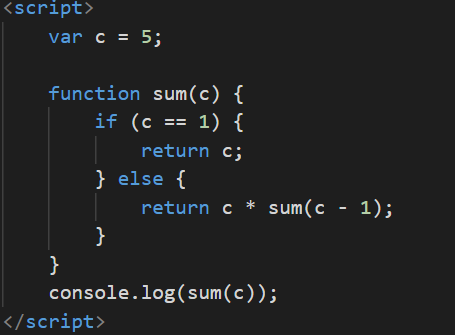 <script>
var c = 5;
function sum(c) {
if (c == 1) {
return c;
} else {
return c * sum(c - 1);
}
}
console.log(sum(c));
</script>